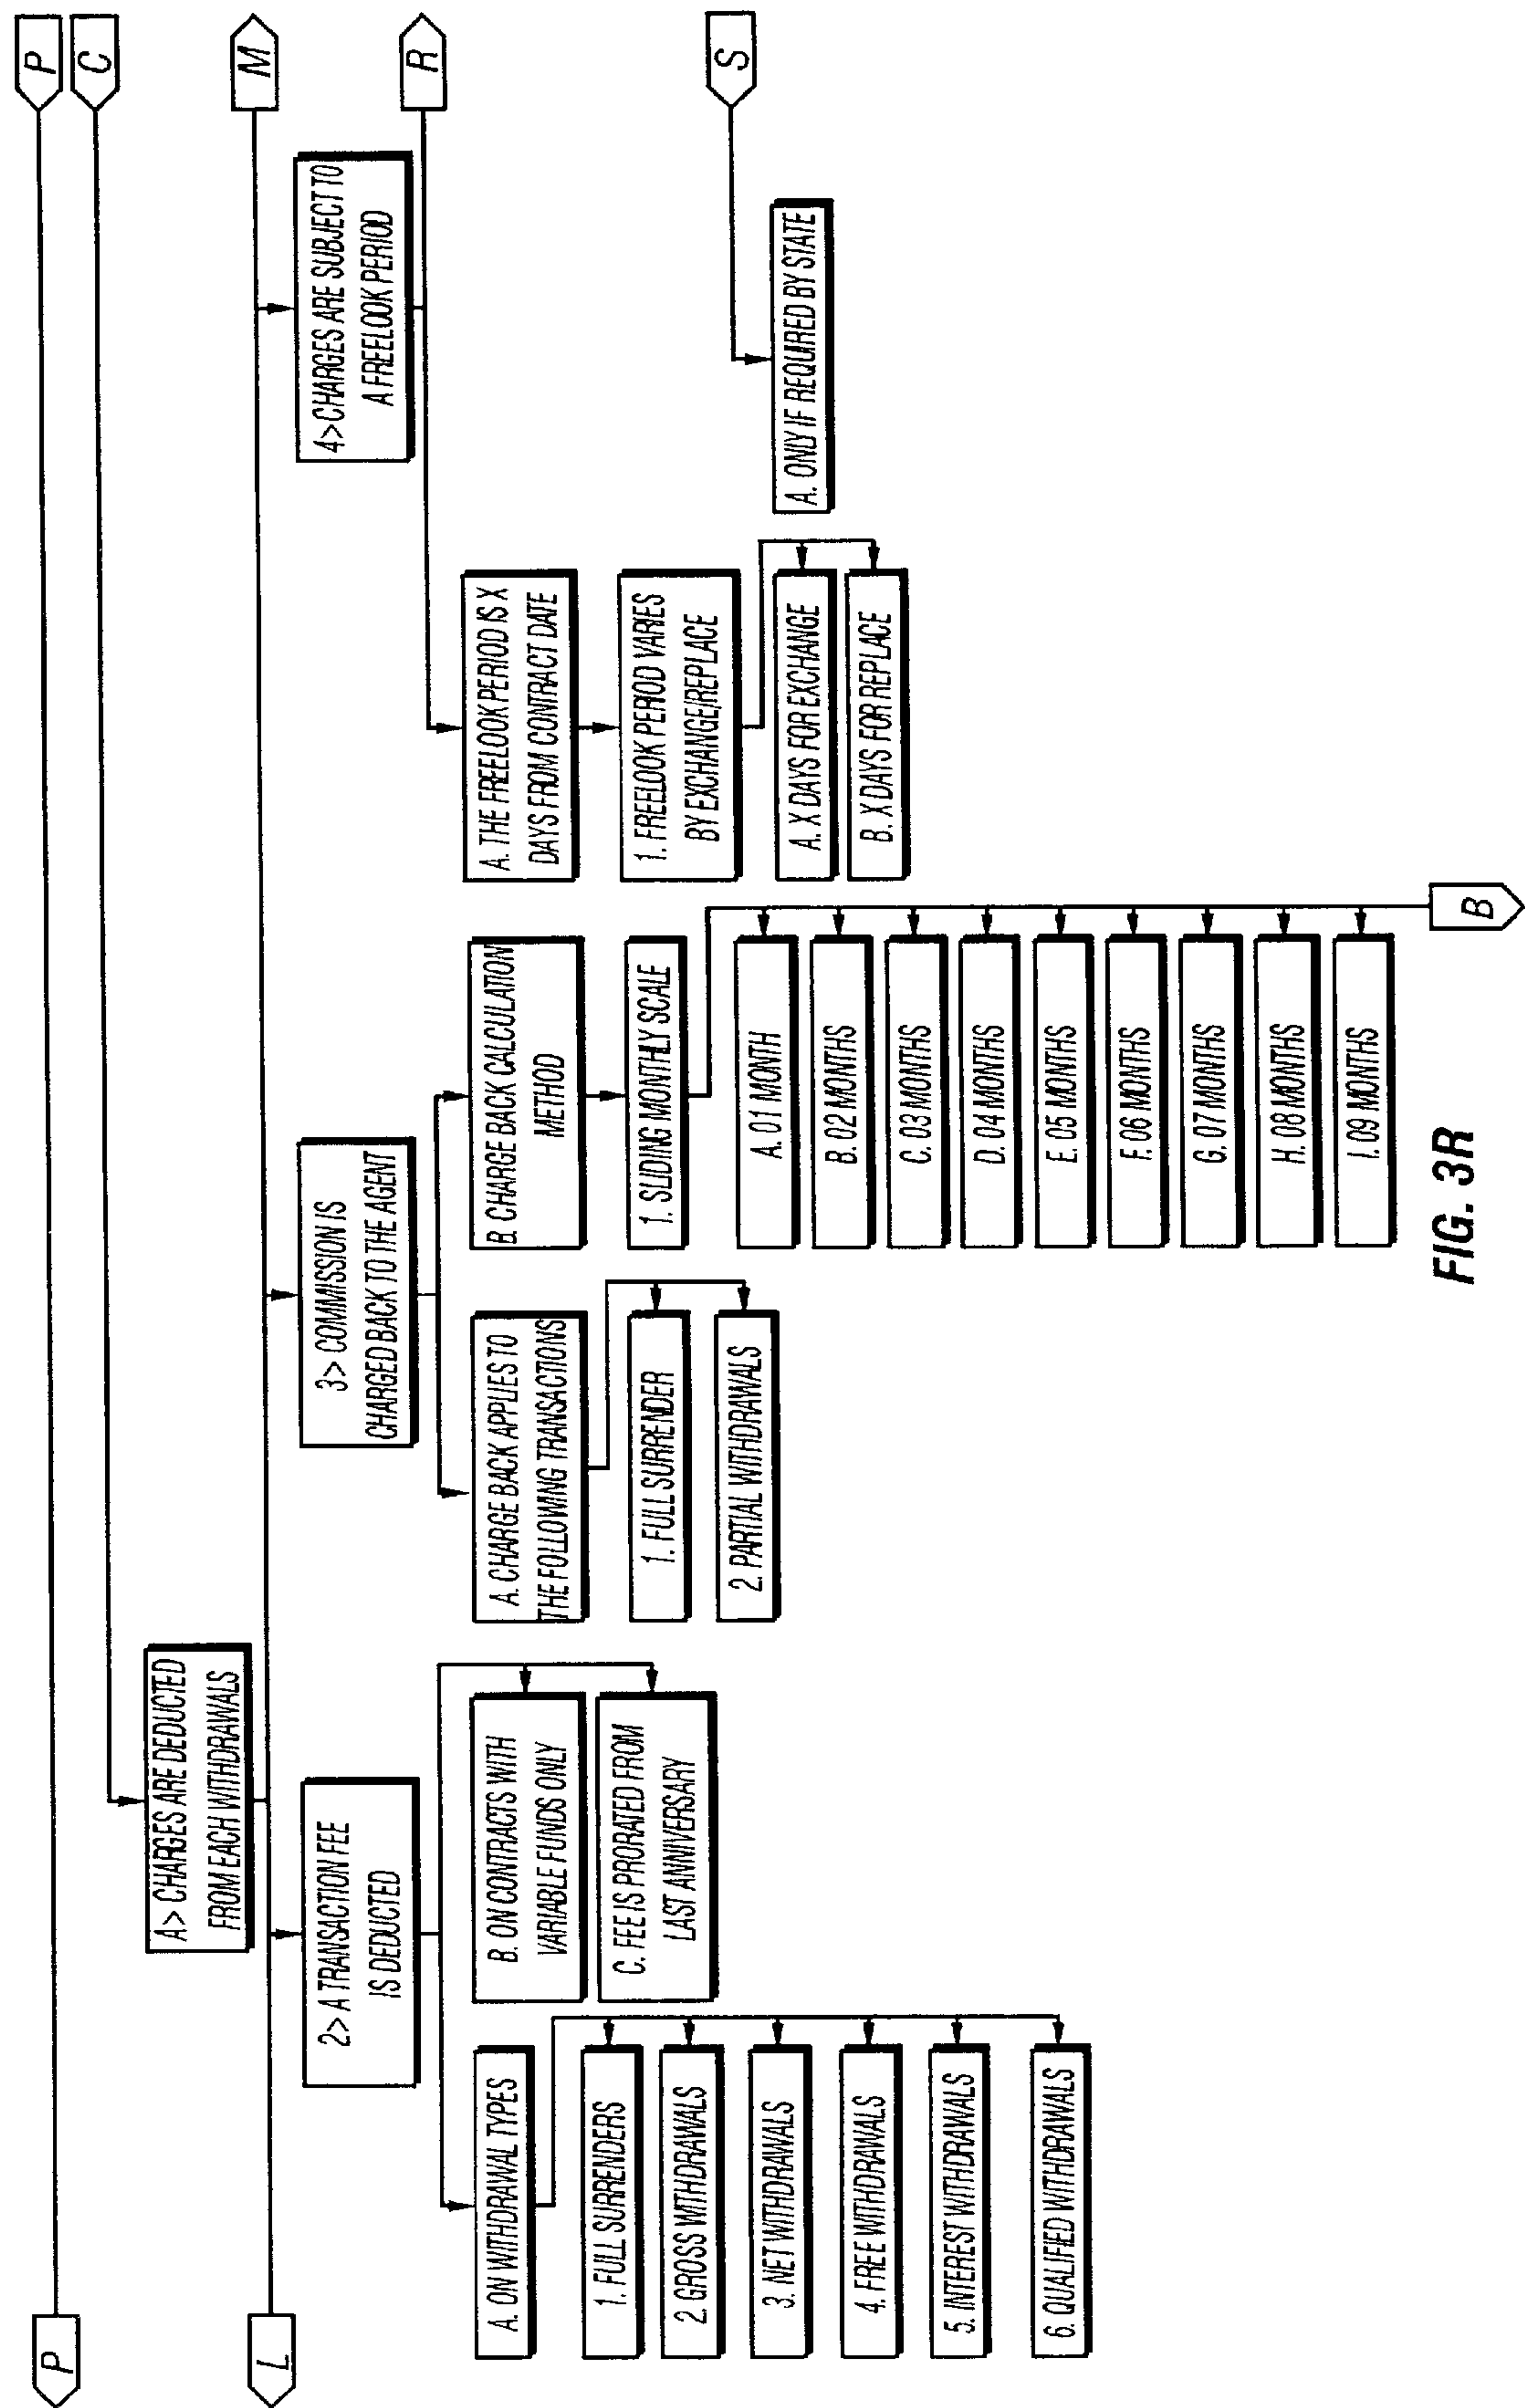 P
P
C
A> CHARGES ARE DEDUCTED
FROM EACH WITHDRAWALS
L
M
2> A TRANSACTION FEE
IS DEDUCTED
3> COMMISSION IS
CHARGED BACK TO THE AGENT
4> CHARGES ARE SUBJECT TO
A FREELOOK PERIOD
R
A. ON WITHDRAWAL TYPES
1. FULL SURRENDERS
2. GROSS WITHDRAWALS
3. NET WITHDRAWALS
4. FREE WITHDRAWALS
5. INTEREST WITHDRAWALS
6. QUALIFIED WITHDRAWALS
B. ON CONTRACTS WITH
VARIABLE FUNDS ONLY
C. FEE IS PRORATED FROM
LAST ANNIVERSARY
A. CHARGE BACK APPLIES TO
THE FOLLOWING TRANSACTIONS
1. FULL SURRENDER
2. PARTIAL WITHDRAWALS
B. CHARGE BACK CALCULATION
METHOD
1. SLIDING MONTHLY SCALE
A. 01 MONTH
B. 02 MONTHS
C. 03 MONTHS
D. 04 MONTHS
E. 05 MONTHS
F. 06 MONTHS
G. 07 MONTHS
H. 08 MONTHS
I. 09 MONTHS
B
A. THE FREELOOK PERIOD IS X
DAYS FROM CONTRACT DATE
1. FREELOOK PERIOD VARIES
BY EXCHANGE/REPLACE
A. X DAYS FOR EXCHANGE
B. X DAYS FOR REPLACE
S
A. ONLY IF REQUIRED BY STATE
FIG. 3R